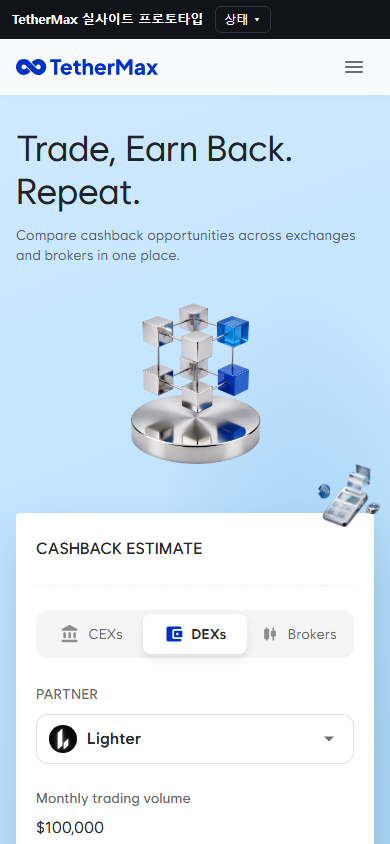 TetherMax 실사이트 프로토타입
상태
TetherMax
Trade, Earn Back.
Repeat.
Compare cashback opportunities across exchanges
and brokers in one place.
CASHBACK ESTIMATE
CEXs
DEXs
Brokers
PARTNER
Lighter
Monthly trading volume
$100,000